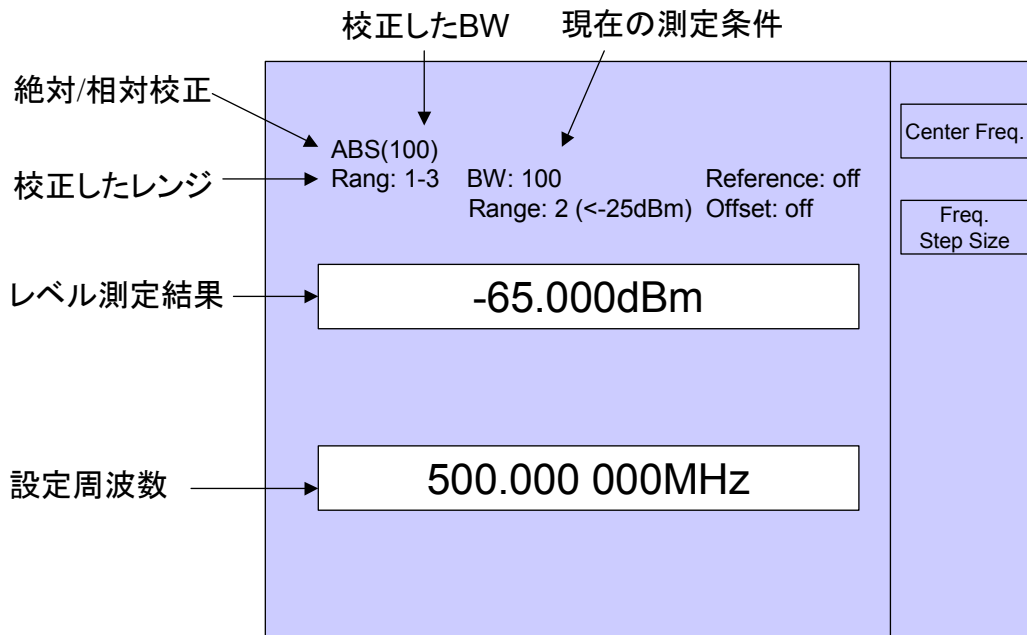 校正したBW 現在の測定条件
絶対/相対校正
ABS(100)
校正したレンジ
Rang: 1-3 BW: 100 Reference: off
Range: 2 (<-25dBm) Offset: off
Center Freq.
Freq.
Step Size
レベル測定結果
-65.000dBm
設定周波数
500.000 000MHz